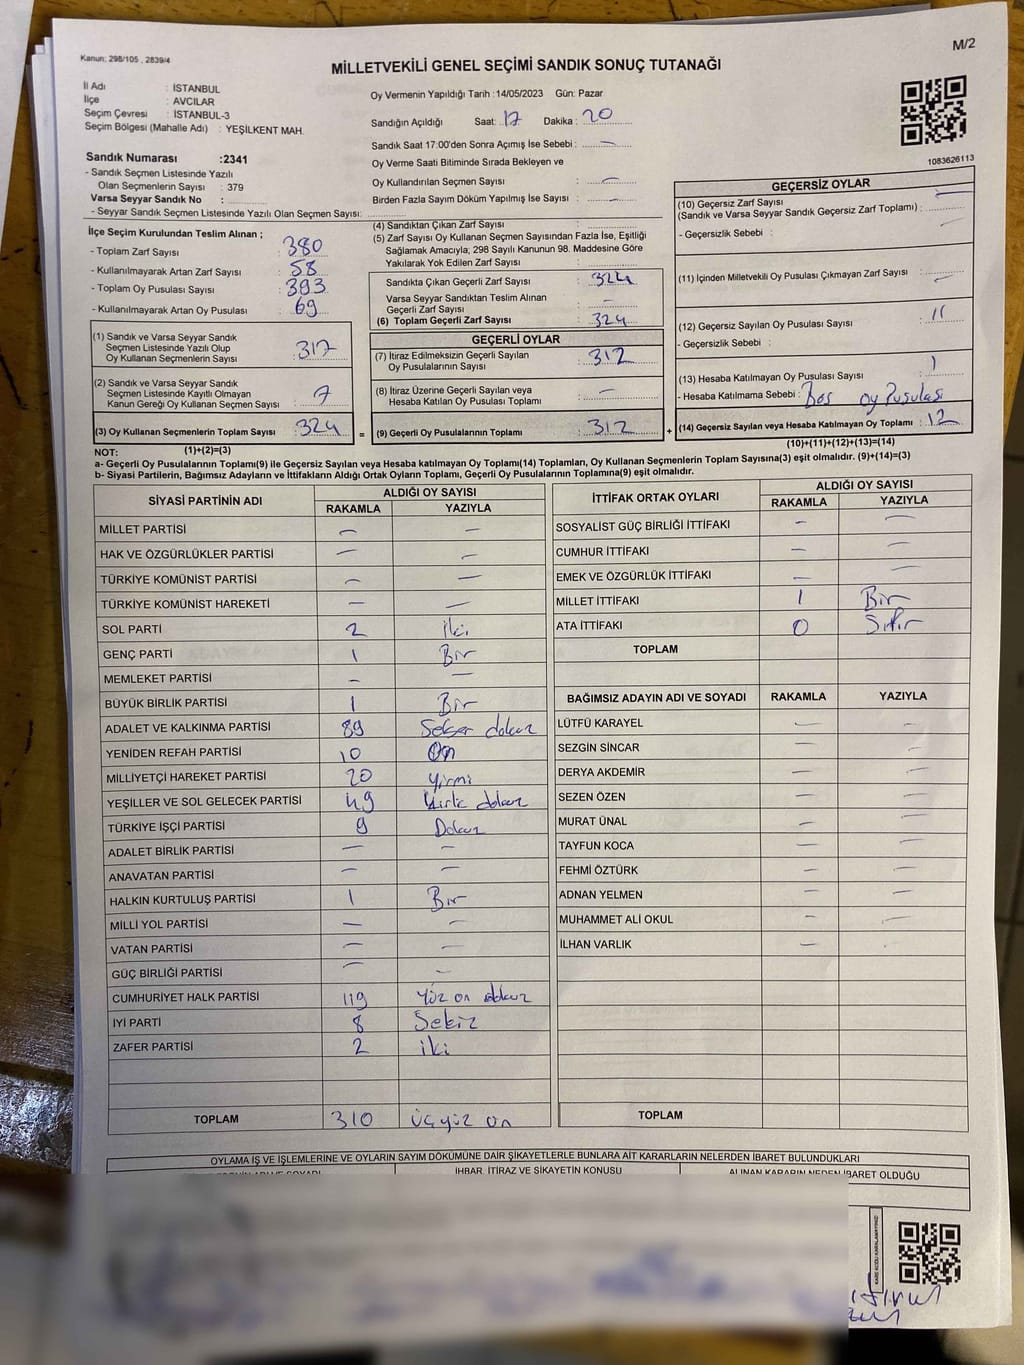 Kanun: 298/105 , 2839/4
M/2
MİLLETVEKİLİ GENEL SEÇİMİ SANDIK SONUÇ TUTANAĞI
İl Adı : İSTANBUL
İlçe : AVCILAR
Seçim Çevresi : İSTANBUL-3
Seçim Bölgesi (Mahalle Adı) : YEŞİLKENT MAH.
Sandık Numarası :2341
- Sandık Seçmen Listesinde Yazılı
Olan Seçmenlerin Sayısı : 379
Varsa Seyyar Sandık No :
- Seyyar Sandık Seçmen Listesinde Yazılı Olan Seçmen Sayısı:
Oy Vermenin Yapıldığı Tarih :14/05/2023 Gün: Pazar
Sandığın Açıldığı Saat: 17 Dakika : 20
Sandık Saat 17:00'den Sonra Açımış İse Sebebi : —
Oy Verme Saati Bitiminde Sırada Bekleyen ve
Oy Kullandırılan Seçmen Sayısı : —
Birden Fazla Sayım Döküm Yapılmış İse Sayısı : —
1083626113
İlçe Seçim Kurulundan Teslim Alınan ;
- Toplam Zarf Sayısı : 380
- Kullanılmayarak Artan Zarf Sayısı : 58
- Toplam Oy Pusulası Sayısı : 393
- Kullanılmayarak Artan Oy Pusulası : 69
(1) Sandık ve Varsa Seyyar Sandık
Seçmen Listesinde Yazılı Olup
Oy Kullanan Seçmenlerin Sayısı : 317
(2) Sandık ve Varsa Seyyar Sandık
Seçmen Listesinde Kayıtlı Olmayan
Kanun Gereği Oy Kullanan Seçmen Sayısı : 7
(3) Oy Kullanan Seçmenlerin Toplam Sayısı : 324
(4) Sandıktan Çıkan Zarf Sayısı :
(5) Zarf Sayısı Oy Kullanan Seçmen Sayısından Fazla İse, Eşitliği
Sağlamak Amacıyla; 298 Sayılı Kanunun 98. Maddesine Göre
Yakılarak Yok Edilen Zarf Sayısı :
Sandıkta Çıkan Geçerli Zarf Sayısı : 324
Varsa Seyyar Sandıktan Teslim Alınan
Geçerli Zarf Sayısı : —
(6) Toplam Geçerli Zarf Sayısı : 324
GEÇERLİ OYLAR
(7) İtiraz Edilmeksizin Geçerli Sayılan
Oy Pusulalarının Sayısı : 312
(8) İtiraz Üzerine Geçerli Sayılan veya
Hesaba Katılan Oy Pusulası Toplamı : —
= (9) Geçerli Oy Pusulalarının Toplamı : 312 +
GEÇERSİZ OYLAR
(10) Geçersiz Zarf Sayısı
(Sandık ve Varsa Seyyar Sandık Geçersiz Zarf Toplamı) : —
- Geçersizlik Sebebi :
(11) İçinden Milletvekili Oy Pusulası Çıkmayan Zarf Sayısı : —
(12) Geçersiz Sayılan Oy Pusulası Sayısı : 11
- Geçersizlik Sebebi :
(13) Hesaba Katılmayan Oy Pusulası Sayısı : 1
- Hesaba Katılmama Sebebi : Boş oy Pusulası
(14) Geçersiz Sayılan veya Hesaba Katılmayan Oy Toplamı : 12
NOT: (1)+(2)=(3)
(10)+(11)+(12)+(13)=(14)
a- Geçerli Oy Pusulalarının Toplamı(9) ile Geçersiz Sayılan veya Hesaba katılmayan Oy Toplamı(14) Toplamları, Oy Kullanan Seçmenlerin Toplam Sayısına(3) eşit olmalıdır. (9)+(14)=(3)
b- Siyasi Partilerin, Bağımsız Adayların ve İttifakların Aldığı Ortak Oyların Toplamı, Geçerli Oy Pusulalarının Toplamına(9) eşit olmalıdır.
SİYASİ PARTİNİN ADI ALDIĞI OY SAYISI
RAKAMLA YAZIYLA
MİLLET PARTİSİ — —
HAK VE ÖZGÜRLÜKLER PARTİSİ — —
TÜRKİYE KOMÜNİST PARTİSİ — —
TÜRKİYE KOMÜNİST HAREKETİ — —
SOL PARTİ 2 iki
GENÇ PARTİ 1 Bir
MEMLEKET PARTİSİ — —
BÜYÜK BİRLİK PARTİSİ 1 Bir
ADALET VE KALKINMA PARTİSİ 89 Seksen dokuz
YENİDEN REFAH PARTİSİ 10 On
MİLLİYETÇİ HAREKET PARTİSİ 20 yirmi
YEŞİLLER VE SOL GELECEK PARTİSİ 49 kırk dokuz
TÜRKİYE İŞÇİ PARTİSİ 9 Dokuz
ADALET BİRLİK PARTİSİ — —
ANAVATAN PARTİSİ — —
HALKIN KURTULUŞ PARTİSİ 1 Bir
MİLLİ YOL PARTİSİ — —
VATAN PARTİSİ — —
GÜÇ BİRLİĞİ PARTİSİ — —
CUMHURİYET HALK PARTİSİ 119 Yüz on dokuz
İYİ PARTİ 8 Sekiz
ZAFER PARTİSİ 2 iki
TOPLAM 310 üçyüz on
İTTİFAK ORTAK OYLARI ALDIĞI OY SAYISI
RAKAMLA YAZIYLA
SOSYALİST GÜÇ BİRLİĞİ İTTİFAKI — —
CUMHUR İTTİFAKI — —
EMEK VE ÖZGÜRLÜK İTTİFAKI — —
MİLLET İTTİFAKI 1 Bir
ATA İTTİFAKI 0 Sıfır
TOPLAM
BAĞIMSIZ ADAYIN ADI VE SOYADI RAKAMLA YAZIYLA
LÜTFÜ KARAYEL — —
SEZGİN SİNCAR — —
DERYA AKDEMİR — —
SEZEN ÖZEN — —
MURAT ÜNAL — —
TAYFUN KOCA — —
FEHMİ ÖZTÜRK — —
ADNAN YELMEN — —
MUHAMMET ALİ OKUL — —
İLHAN VARLIK —
TOPLAM
OYLAMA İŞ VE İŞLEMLERİNE VE OYLARIN SAYIM DÖKÜMÜNE DAİR ŞİKAYETLERLE BUNLARA AİT KARARLARIN NELERDEN İBARET BULUNDUKLARI
İHBAR, İTİRAZ VE ŞİKAYETİN KONUSU
ALINAN KARARIN NEDEN İBARET OLDUĞU